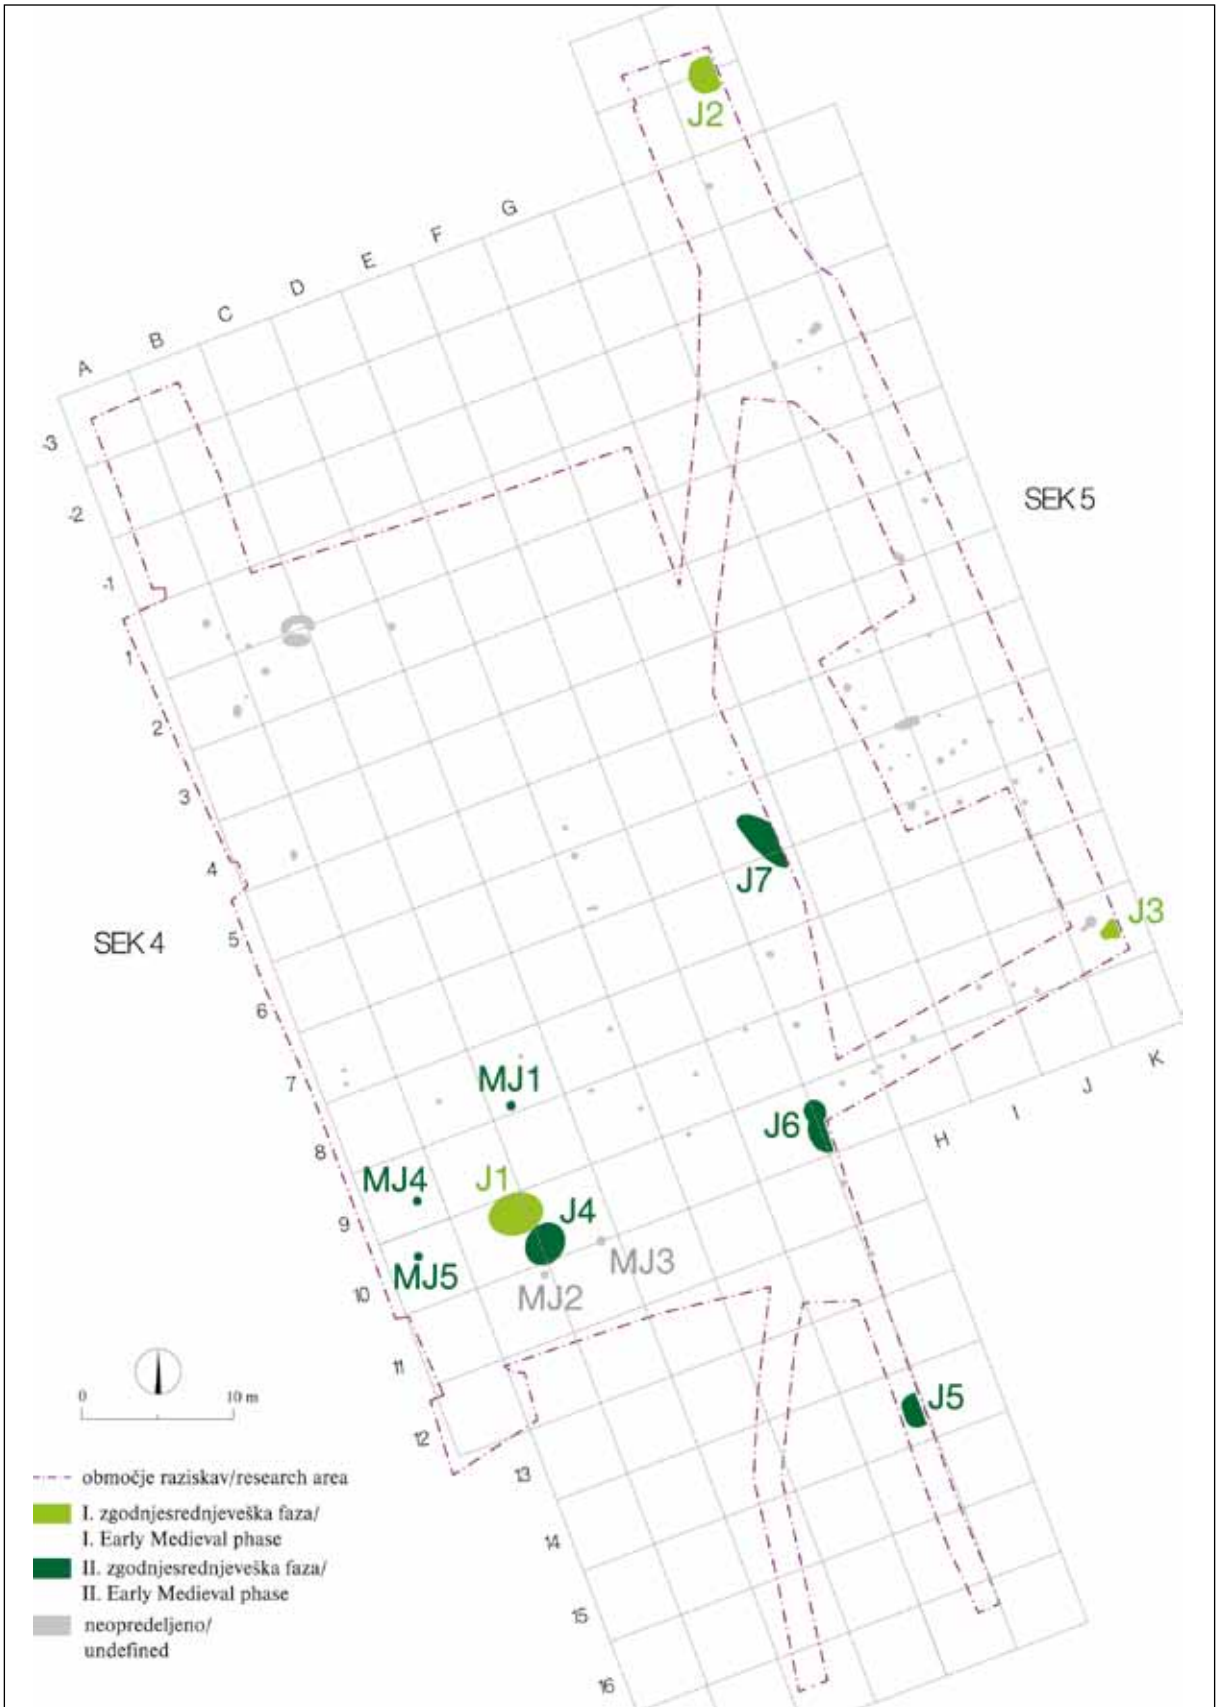 J2
G
F
E
D
C
B
A
-3
-2
-1
1
2
3
4
5
6
7
8
9
10
11
12
13
14
15
16
SEK 5
SEK 4
J7
J3
K
J
I
H
MJ1
J6
MJ4
J1
J4
MJ3
MJ5
MJ2
J5
0 10 m
območje raziskav/research area
I. zgodnjesrednjeveška faza/
I. Early Medieval phase
II. zgodnjesrednjeveška faza/
II. Early Medieval phase
neopredeljeno/
undefined